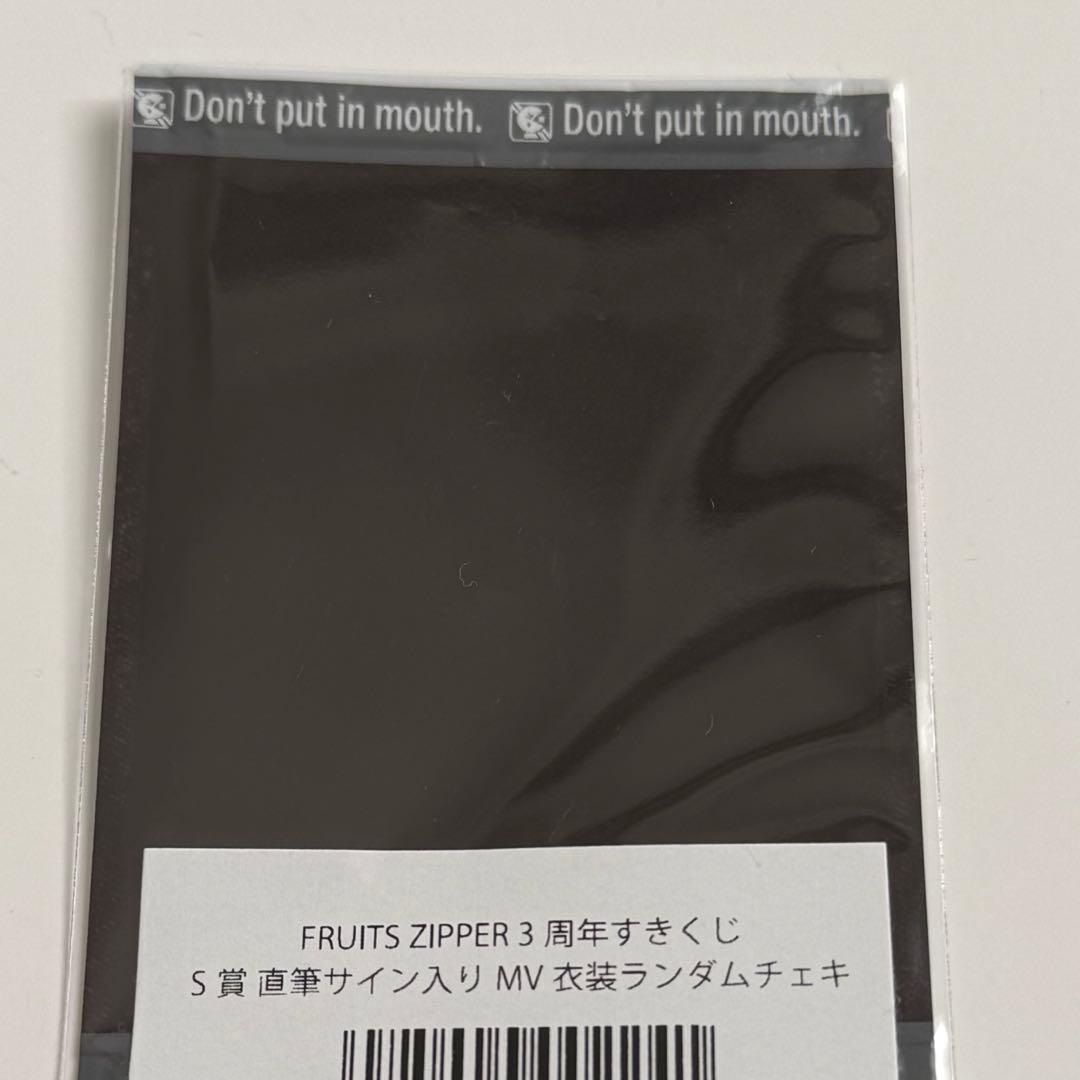 Don't put in mouth. Don't put in mouth.
FRUITS ZIPPER 3 周年すきくじ
S 賞 直筆サイン入り MV 衣装ランダムチェキ